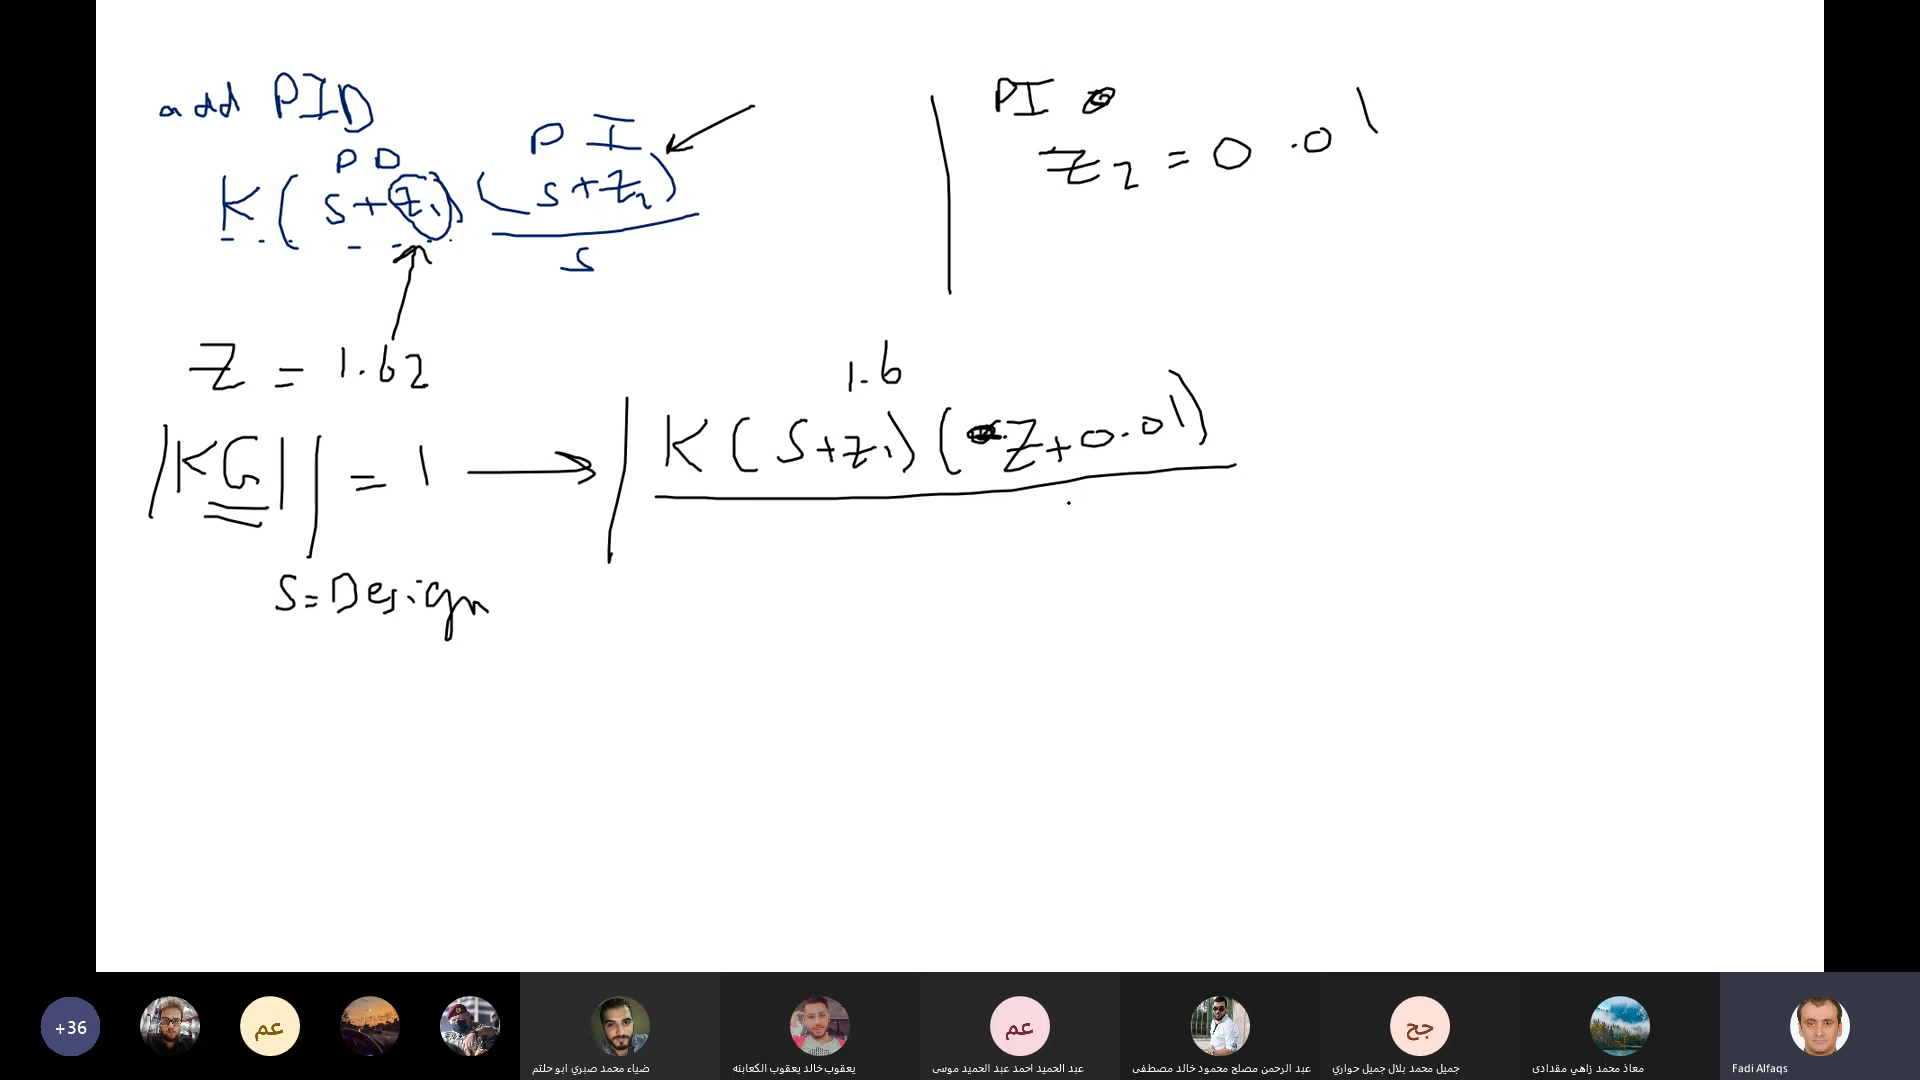 add PID
PD PI
K(s+z₁)(s+z₂)
s
PI
z₂ = 0.01
Z = 1.62
1.6
|KG|| = 1 → | K(S+z₁)(Z+0.01)
S=Design
+36
عم
ضياء محمد صبري ابو حلتم
يعقوب خالد يعقوب الكعابنه
عم
عبد الحميد احمد عبد الحميد موسى
عبد الرحمن مصلح محمود خالد مصطفى
جح
جميل محمد بلال جميل حواري
معاذ محمد زاهي مقدادى
Fadi Alfaqs